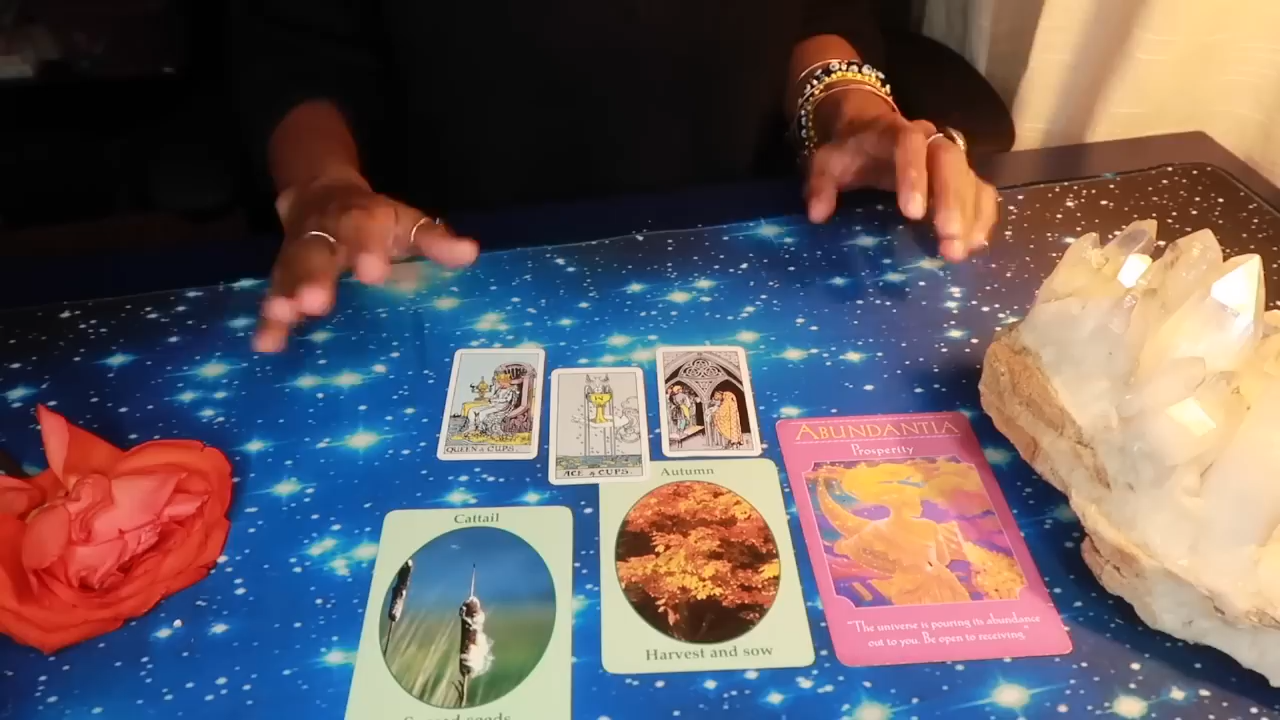 QUEEN of CUPS.
ACE of CUPS.
Autumn
ABUNDANTIA
Prosperity
Cattail
"The universe is pouring its abundance
out to you. Be open to receiving."
Harvest and sow
seeds